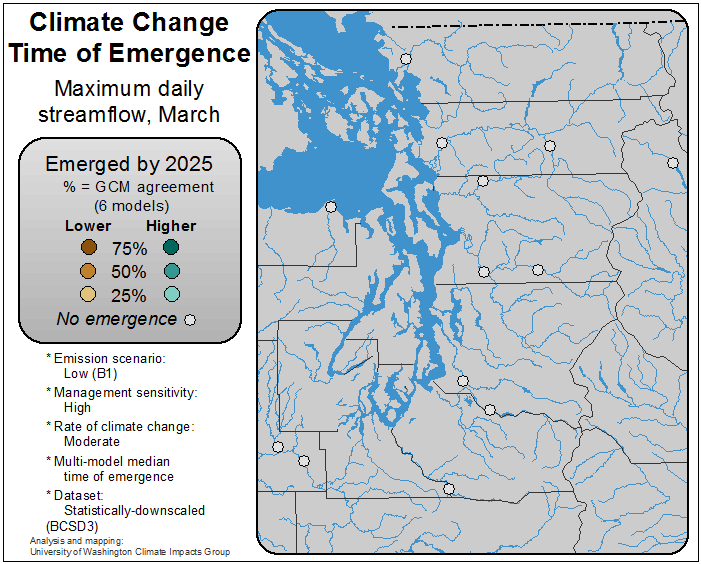 Climate Change
Time of Emergence
Maximum daily
streamflow, March
Emerged by 2025
% = GCM agreement
(6 models)
Lower Higher
75%
50%
25%
No emergence
* Emission scenario:
Low (B1)
* Management sensitivity:
High
* Rate of climate change:
Moderate
* Multi-model median
time of emergence
* Dataset:
Statistically-downscaled
(BCSD3)
Analysis and mapping:
University of Washington Climate Impacts Group